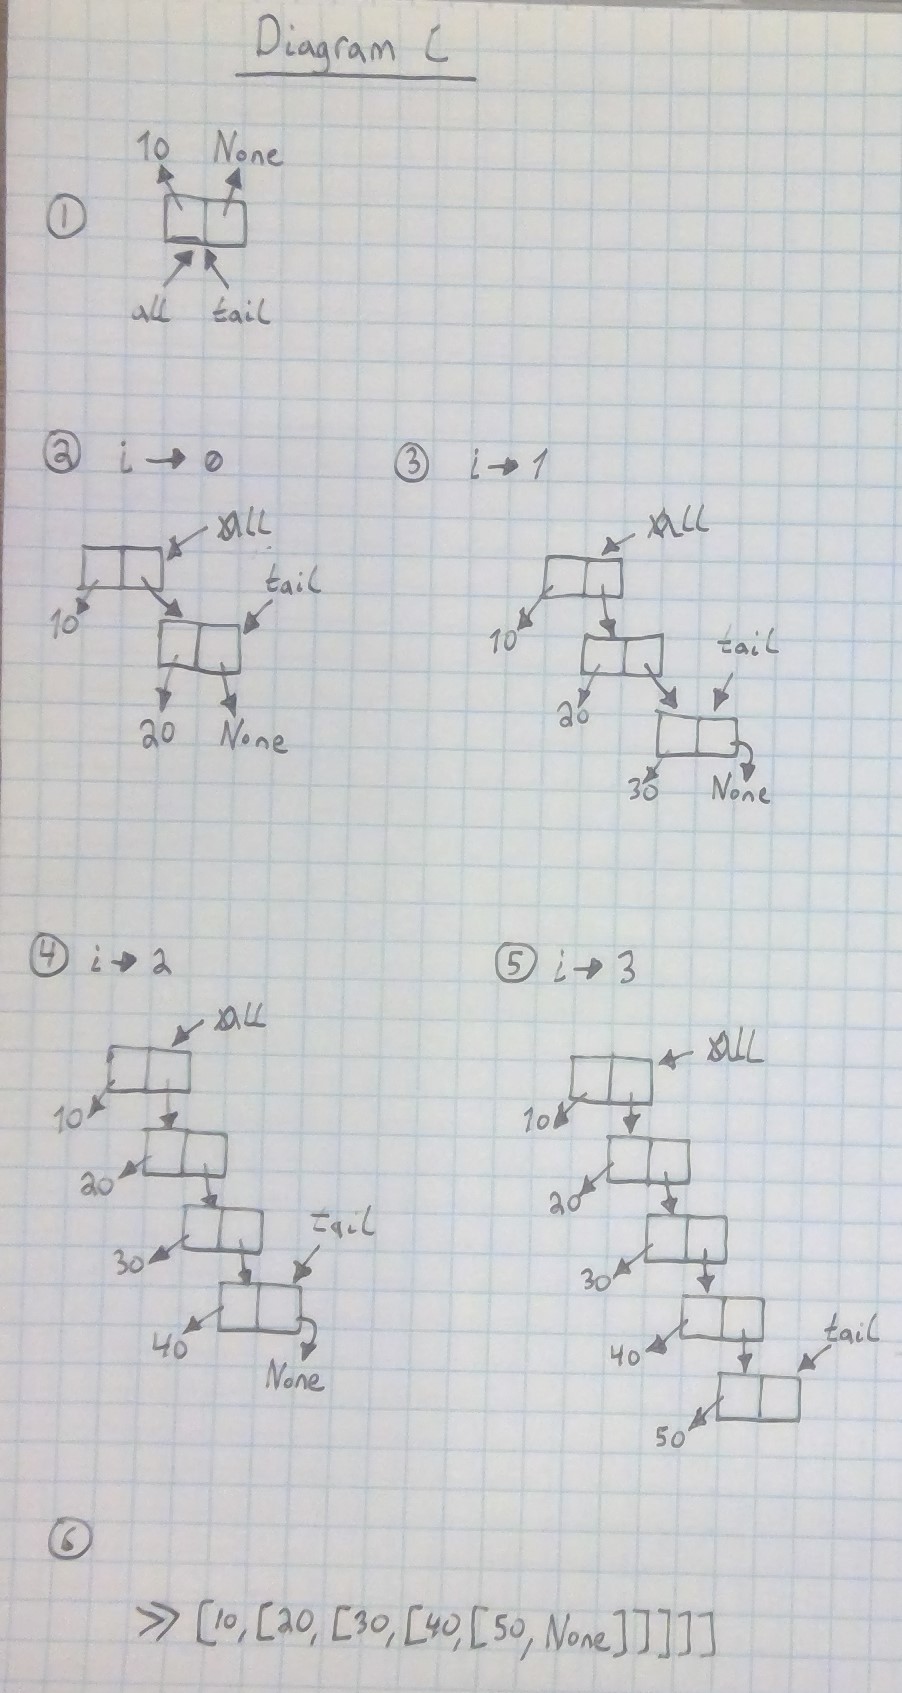 Diagram C
10 None
①
all tail
② i → 0
all
tail
10
20 None
③ i → 1
all
10
tail
20
30 None
④ i → 2
all
10
20
tail
30
40
None
⑤ i → 3
all
10
20
30
tail
40
50
⑥
>> [10, [20, [30, [40, [50, None]]]]]